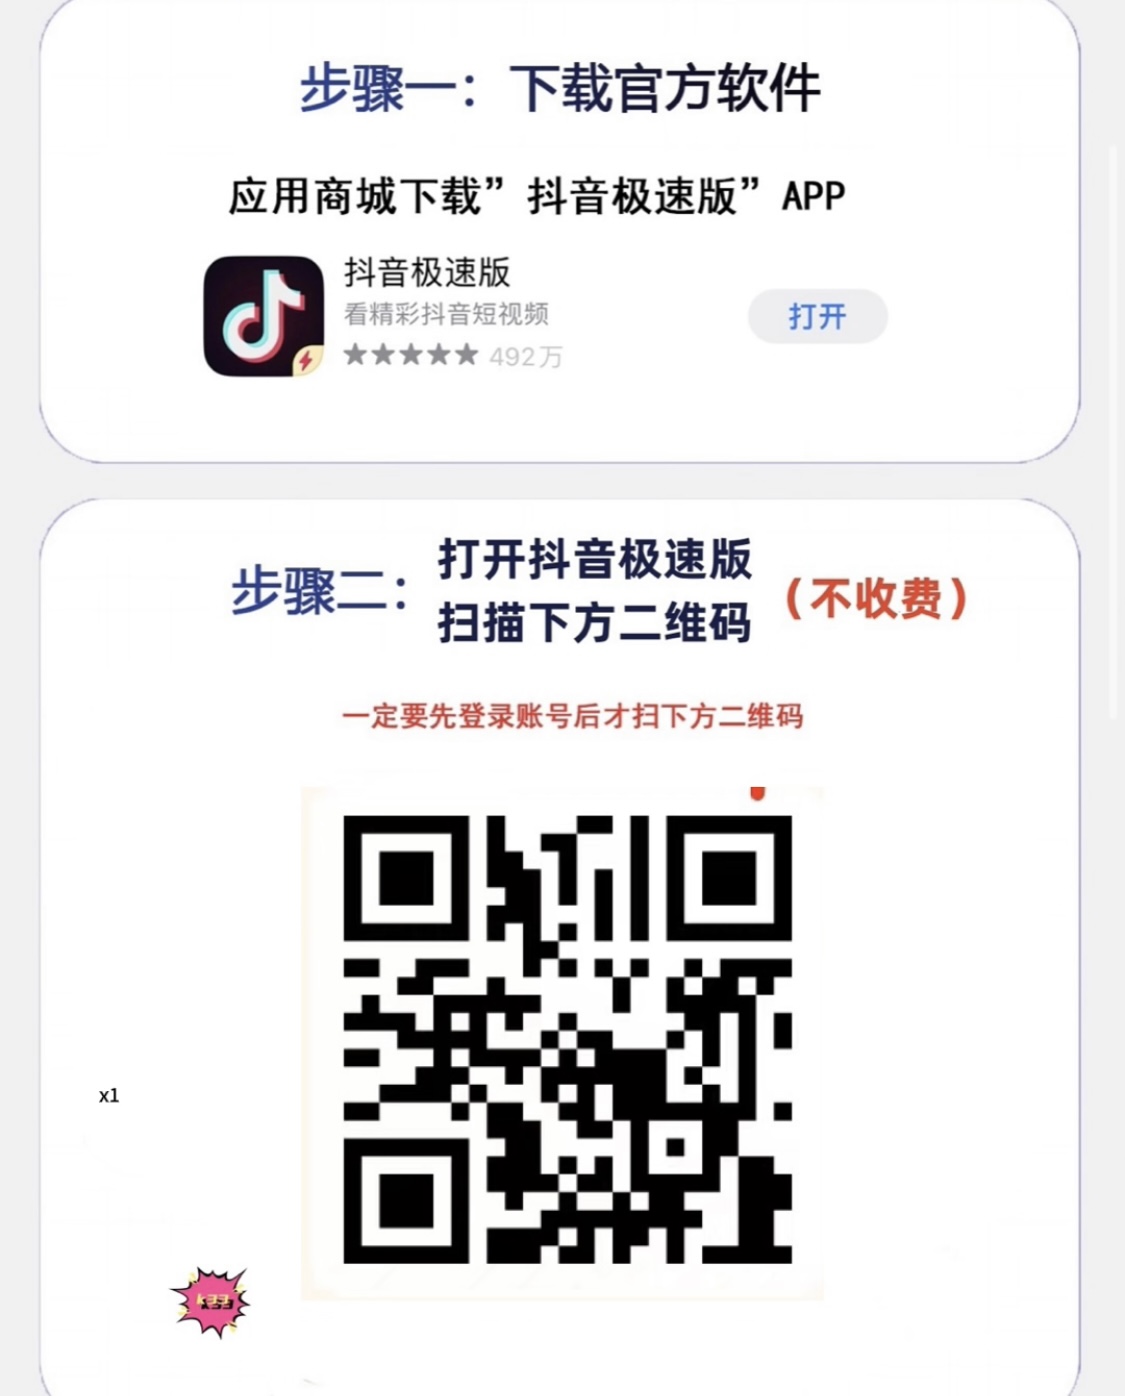 步骤一：下载官方软件
应用商城下载”抖音极速版”APP
抖音极速版
看精彩抖音短视频
★★★★★ 492万
打开
步骤二：
打开抖音极速版
扫描下方二维码
（不收费）
一定要先登录账号后才扫下方二维码
x1
k33